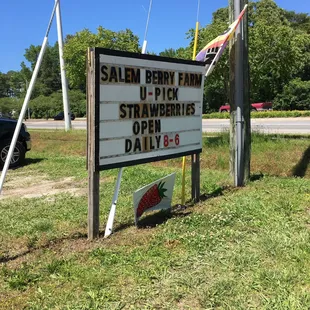 SALEM BERRY FARM
U-PICK
STRAWBERRIES
OPEN
DAILY 8-6